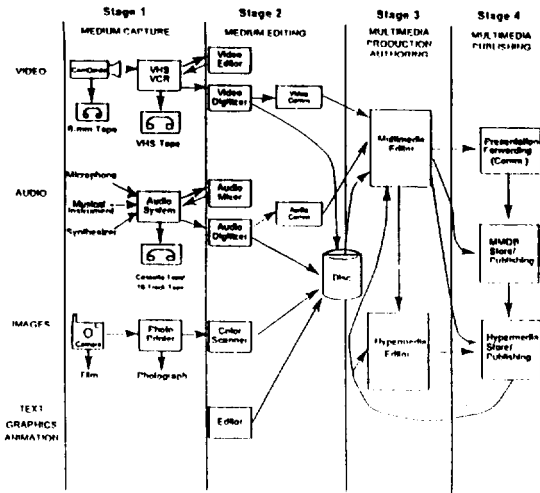 Stage 1
MEDIUM CAPTURE
Stage 2
MEDIUM EDITING
Stage 3
MULTIMEDIA
PRODUCTION
AUTHORING
Stage 4
MULTIMEDIA
PUBLISHING
VIDEO
Camcorder
VHS
VCR
8-mm Tape
VHS Tape
Video
Editor
Video
Digitizer
Video
Comm
Multimedia
Editor
Presentation/
Forwarding
(Comm)
AUDIO
Microphone
Musical
Instrument
Synthesizer
Audio
System
Cassette Tape/
16 Track Tape
Audio
Mixer
Audio
Digitizer
Audio
Comm
Disc
MMDB
Store/
Publishing
IMAGES
Camera
Film
Photo
Printer
Photograph
Color
Scanner
Hypermedia
Editor
Hypermedia
Store/
Publishing
TEXT
GRAPHICS
ANIMATION
Editor